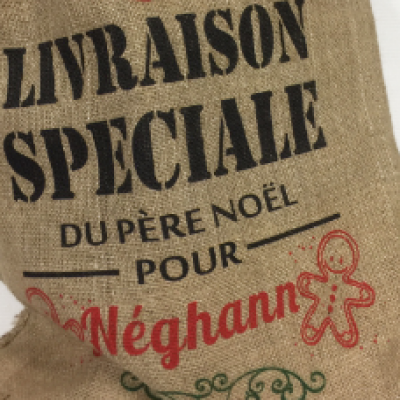 LIVRAISON
SPECIALE
DU PÈRE NOËL
POUR
Néghann